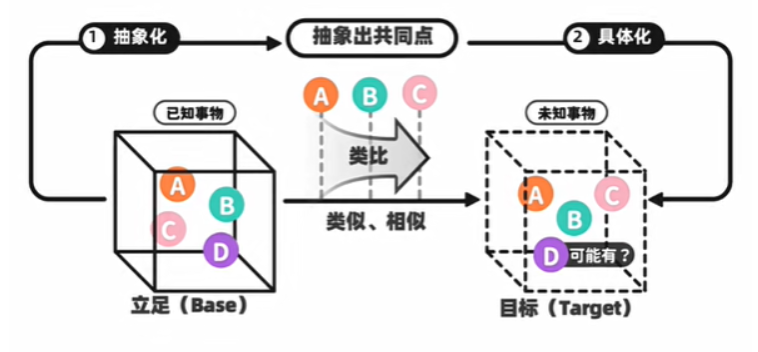 1 抽象化
抽象出共同点
2 具体化
A B C
已知事物
未知事物
类比
A
B
C
D
A
C
B
D 可能有？
类似、相似
立足（Base）
目标（Target）